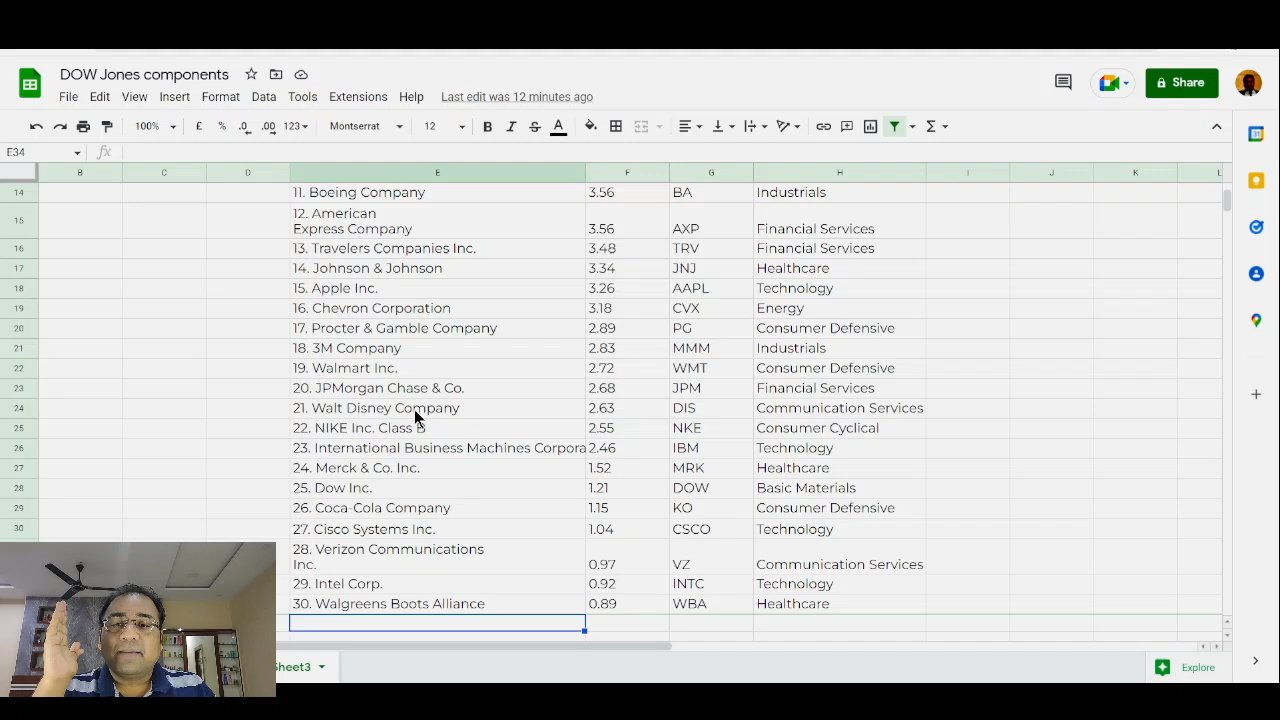 DOW Jones components
File Edit View Insert Format Data Tools Extensions Help Last edit was 12 minutes ago
Share
100% £ % .0 .00 123 Montserrat 12 B I S A
E34 fx
B C D E F G H I J K L
14 11. Boeing Company 3.56 BA Industrials
12. American
15 Express Company 3.56 AXP Financial Services
16 13. Travelers Companies Inc. 3.48 TRV Financial Services
17 14. Johnson & Johnson 3.34 JNJ Healthcare
18 15. Apple Inc. 3.26 AAPL Technology
19 16. Chevron Corporation 3.18 CVX Energy
20 17. Procter & Gamble Company 2.89 PG Consumer Defensive
21 18. 3M Company 2.83 MMM Industrials
22 19. Walmart Inc. 2.72 WMT Consumer Defensive
23 20. JPMorgan Chase & Co. 2.68 JPM Financial Services
24 21. Walt Disney Company 2.63 DIS Communication Services
25 22. NIKE Inc. Class B 2.55 NKE Consumer Cyclical
26 23. International Business Machines Corpora 2.46 IBM Technology
27 24. Merck & Co. Inc. 1.52 MRK Healthcare
28 25. Dow Inc. 1.21 DOW Basic Materials
29 26. Coca-Cola Company 1.15 KO Consumer Defensive
30 27. Cisco Systems Inc. 1.04 CSCO Technology
28. Verizon Communications
Inc. 0.97 VZ Communication Services
29. Intel Corp. 0.92 INTC Technology
30. Walgreens Boots Alliance 0.89 WBA Healthcare
Sheet3 Explore